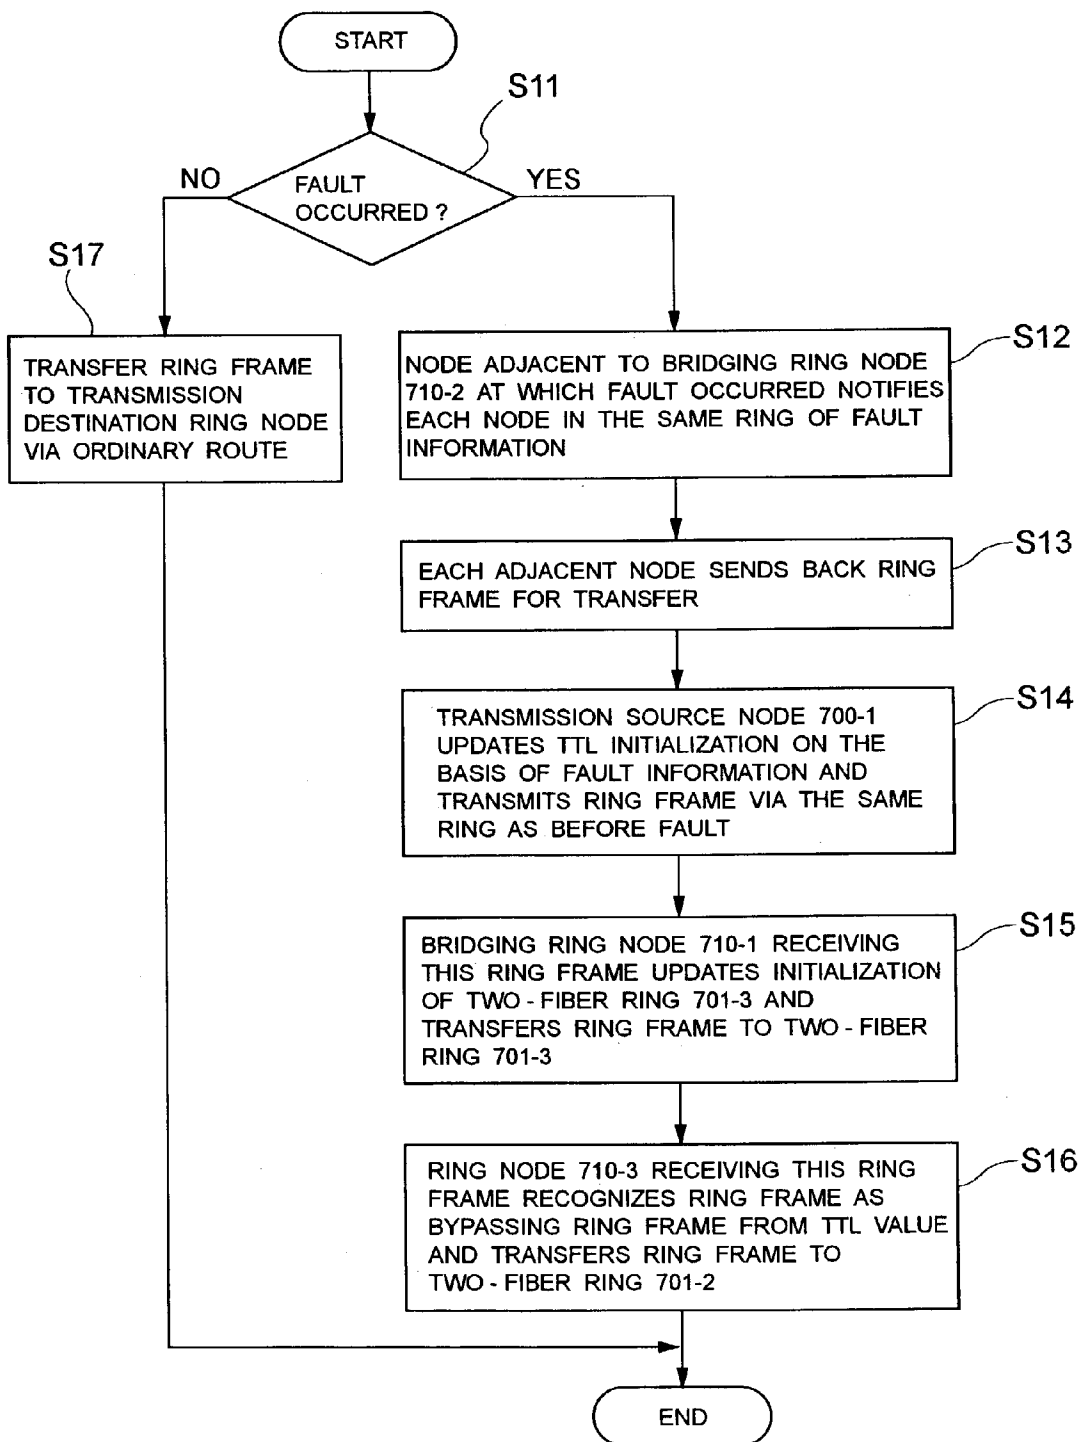 START
S11
NO
FAULT
OCCURRED ?
YES
S17
TRANSFER RING FRAME
TO TRANSMISSION
DESTINATION RING NODE
VIA ORDINARY ROUTE
S12
NODE ADJACENT TO BRIDGING RING NODE
710-2 AT WHICH FAULT OCCURRED NOTIFIES
EACH NODE IN THE SAME RING OF FAULT
INFORMATION
S13
EACH ADJACENT NODE SENDS BACK RING
FRAME FOR TRANSFER
S14
TRANSMISSION SOURCE NODE 700-1
UPDATES TTL INITIALIZATION ON THE
BASIS OF FAULT INFORMATION AND
TRANSMITS RING FRAME VIA THE SAME
RING AS BEFORE FAULT
S15
BRIDGING RING NODE 710-1 RECEIVING
THIS RING FRAME UPDATES INITIALIZATION
OF TWO - FIBER RING 701-3 AND
TRANSFERS RING FRAME TO TWO - FIBER
RING 701-3
S16
RING NODE 710-3 RECEIVING THIS RING
FRAME RECOGNIZES RING FRAME AS
BYPASSING RING FRAME FROM TTL VALUE
AND TRANSFERS RING FRAME TO
TWO - FIBER RING 701-2
END